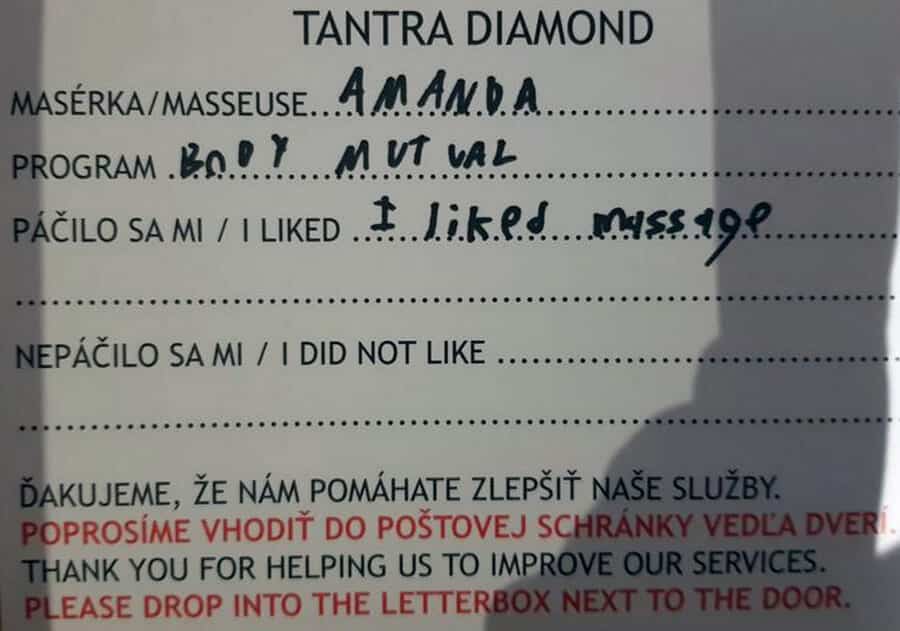 TANTRA DIAMOND
MASÉRKA/MASSEUSE...AMANDA...
PROGRAM .BODY MUTUAL...
PÁČILO SA MI / I LIKED ...I liked massage...
NEPÁČILO SA MI / I DID NOT LIKE ...
ĎAKUJEME, ŽE NÁM POMÁHATE ZLEPŠIŤ NAŠE SLUŽBY.
POPROSÍME VHODIŤ DO POŠTOVEJ SCHRÁNKY VEDĽA DVERÍ.
THANK YOU FOR HELPING US TO IMPROVE OUR SERVICES.
PLEASE DROP INTO THE LETTERBOX NEXT TO THE DOOR.